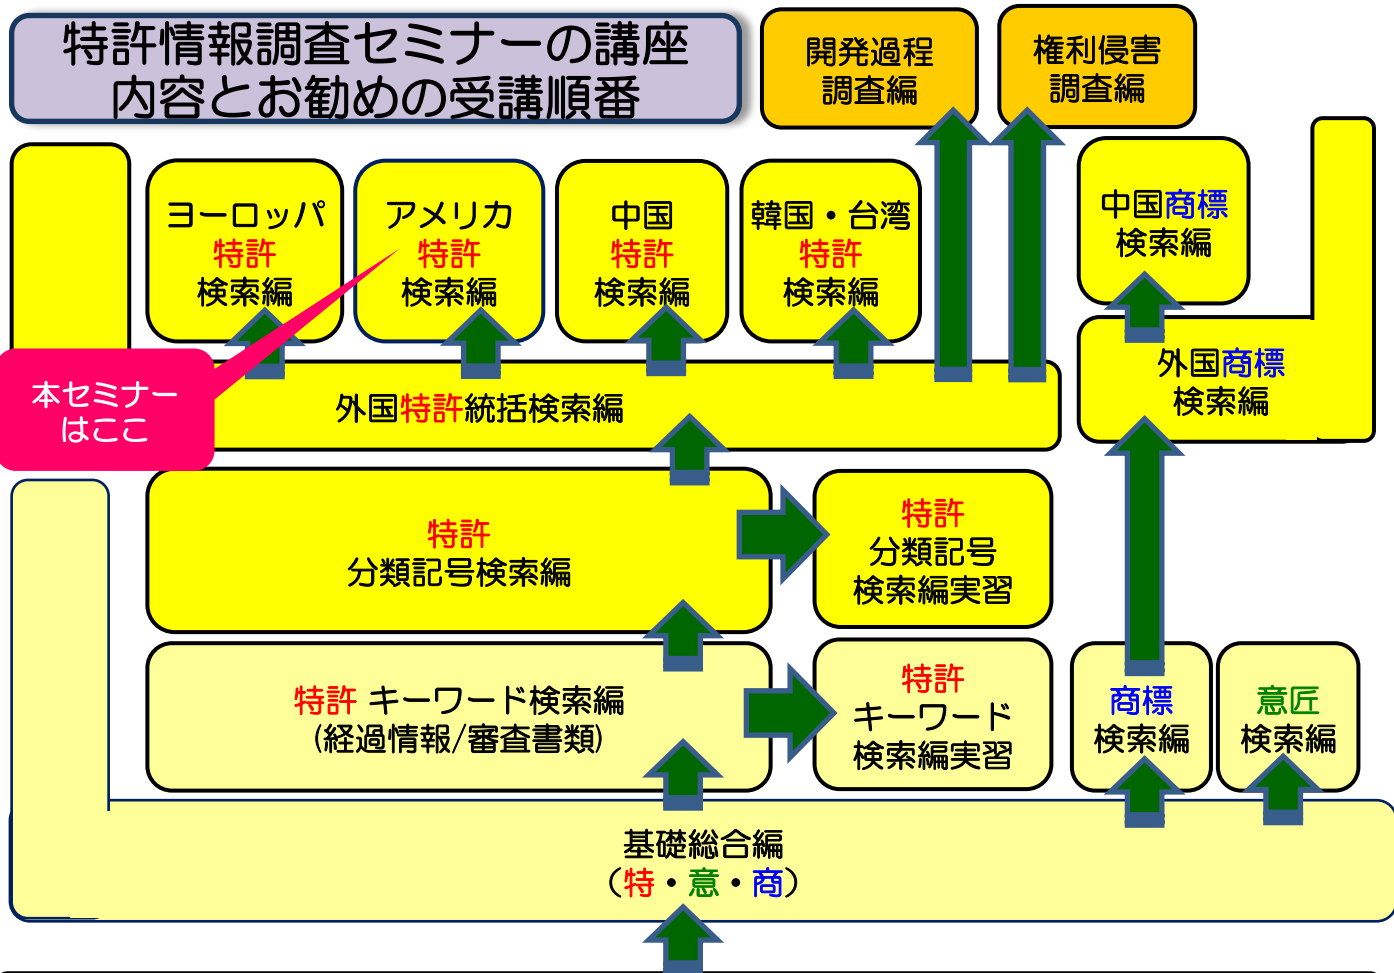 特許情報調査セミナーの講座
内容とお勧めの受講順番
開発過程
調査編
権利侵害
調査編
ヨーロッパ
特許
検索編
アメリカ
特許
検索編
中国
特許
検索編
韓国・台湾
特許
検索編
中国商標
検索編
本セミナー
はここ
外国特許統括検索編
外国商標
検索編
特許
分類記号検索編
特許
分類記号
検索編実習
特許 キーワード検索編
(経過情報/審査書類)
特許
キーワード
検索編実習
商標
検索編
意匠
検索編
基礎総合編
（特・意・商）